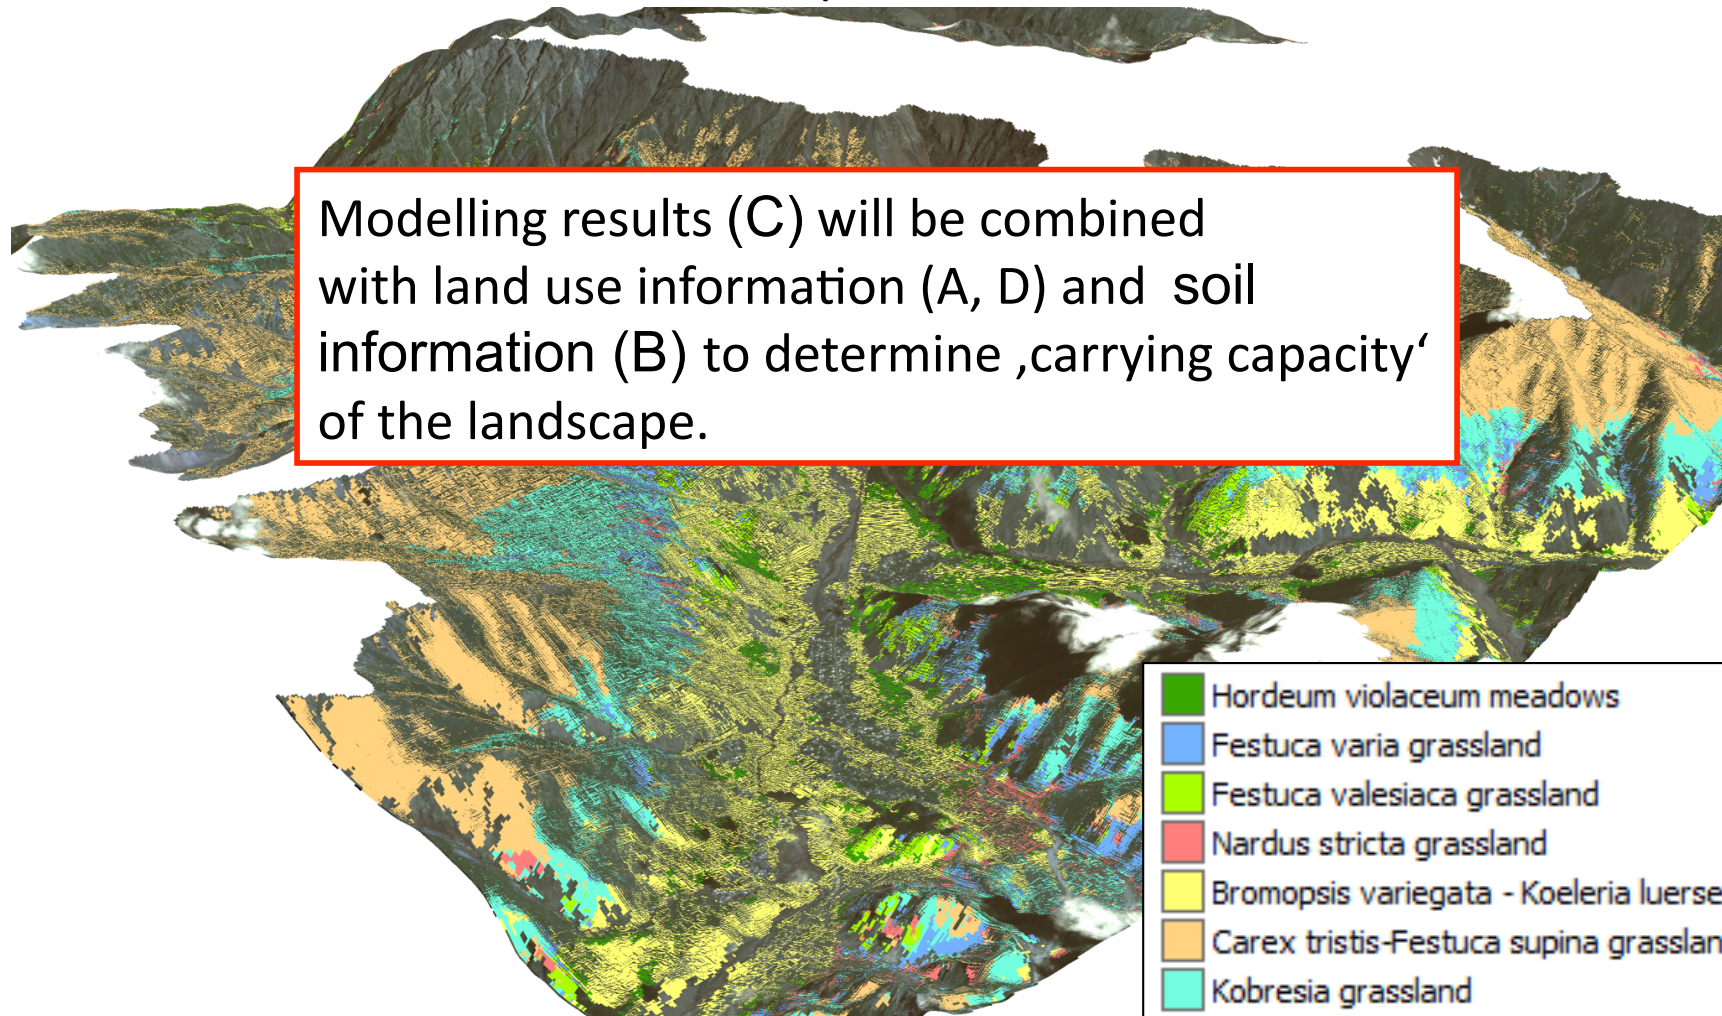 Modelling results (C) will be combined
with land use information (A, D) and soil
information (B) to determine ‚carrying capacity‘
of the landscape.
Hordeum violaceum meadows
Festuca varia grassland
Festuca valesiaca grassland
Nardus stricta grassland
Bromopsis variegata - Koeleria luerse
Carex tristis-Festuca supina grasslan
Kobresia grassland